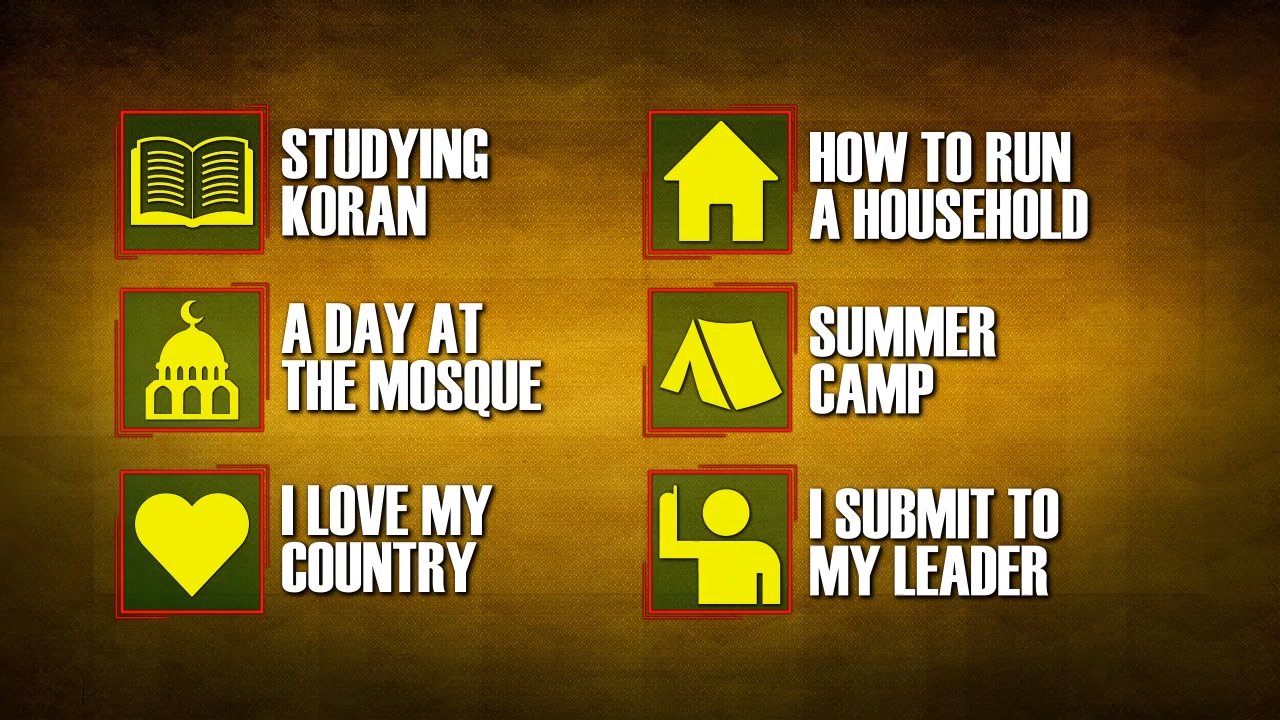 STUDYING
KORAN
A DAY AT
THE MOSQUE
I LOVE MY
COUNTRY
HOW TO RUN
A HOUSEHOLD
SUMMER
CAMP
I SUBMIT TO
MY LEADER